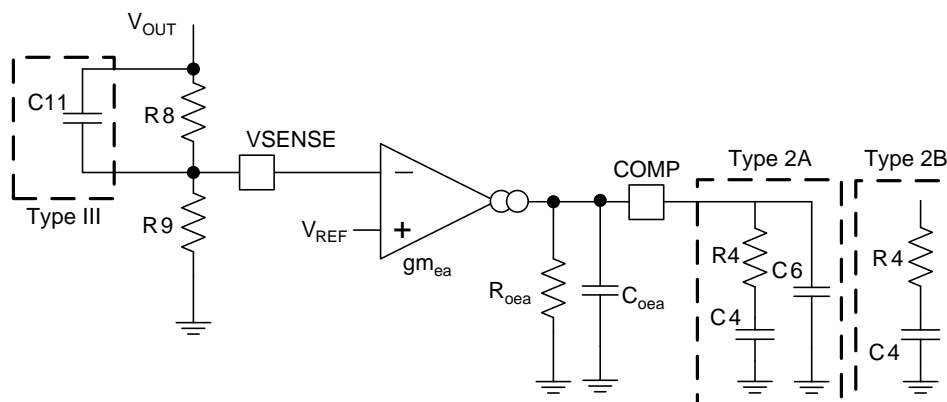 VOUT
C11
R8
VSENSE
Type III
R9
VREF
−
+
gmea
COMP
Roea
Coea
Type 2A
R4
C6
C4
Type 2B
R4
C4